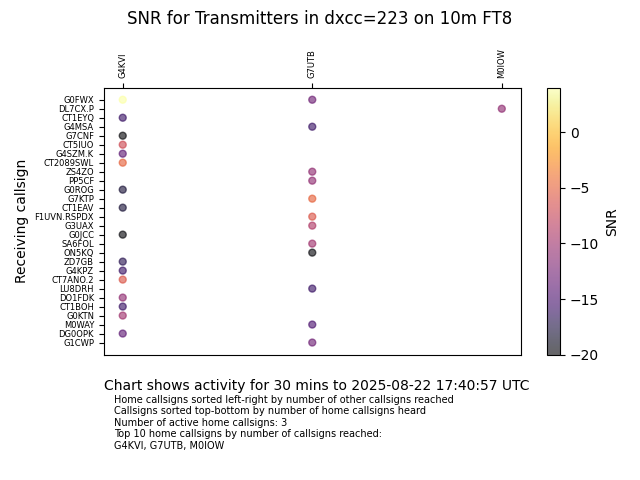 SNR for Transmitters in dxcc=223 on 10m FT8
G4KVI
G7UTB
M0IOW
G0FWX
DL7CX.P
CT1EYQ
G4MSA
G7CNF
CT5IUO
G4SZM.K
CT2089SWL
ZS4ZO
PP5CF
G0ROG
G7KTP
CT1EAV
F1UVN.RSPDX
G3UAX
G0JCC
SA6FOL
ON5KQ
ZD7GB
G4KPZ
CT7ANO.2
LU8DRH
DO1FDK
CT1BOH
G0KTN
M0WAY
DG0OPK
G1CWP
Receiving callsign
0
−5
−10
−15
−20
SNR
Chart shows activity for 30 mins to 2025-08-22 17:40:57 UTC
Home callsigns sorted left-right by number of other callsigns reached
Callsigns sorted top-bottom by number of home callsigns heard
Number of active home callsigns: 3
Top 10 home callsigns by number of callsigns reached:
G4KVI, G7UTB, M0IOW